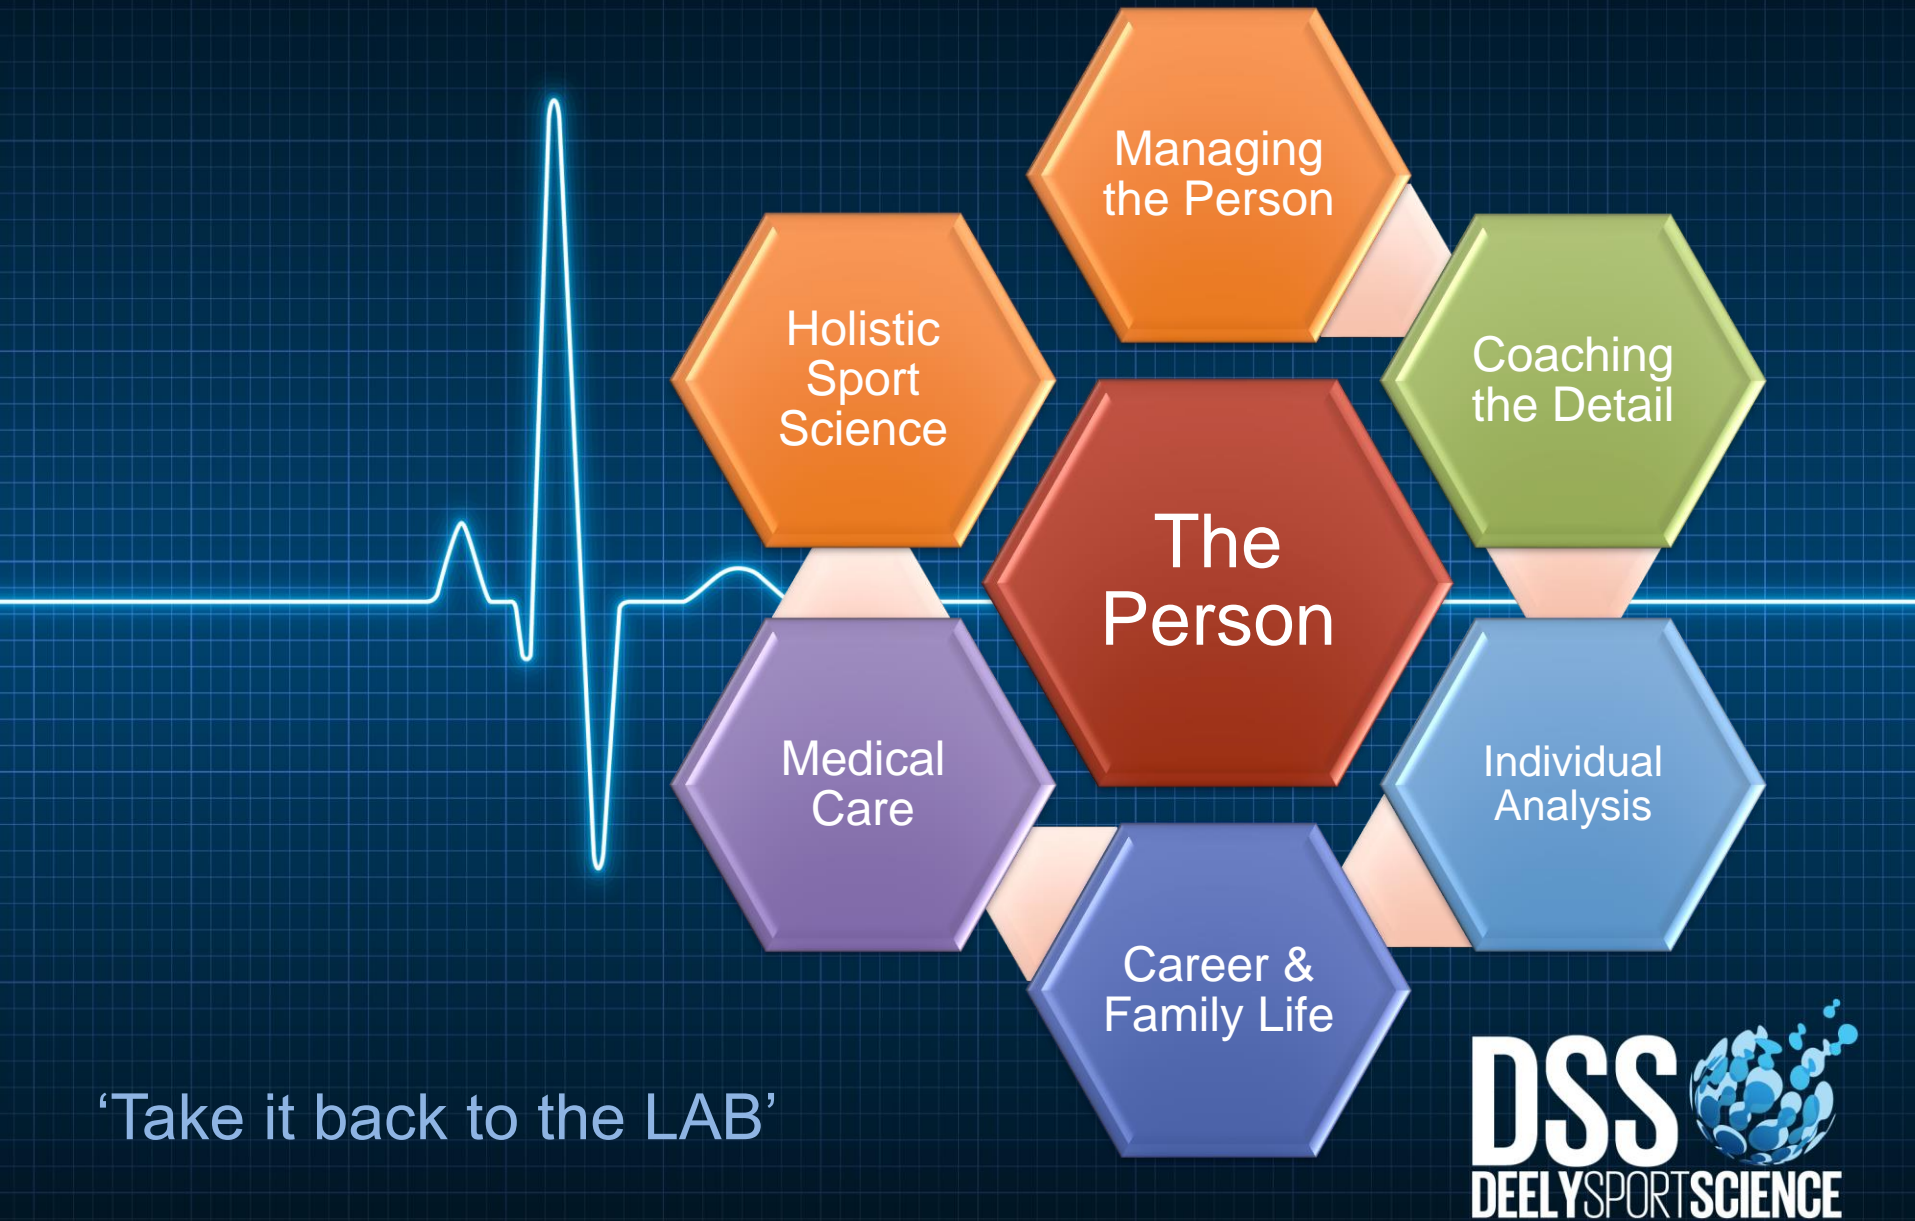 Managing
the Person
Holistic
Sport
Science
Coaching
the Detail
The
Person
Medical
Care
Individual
Analysis
Career &
Family Life
‘Take it back to the LAB’
DSS
DEELYSPORTSCIENCE